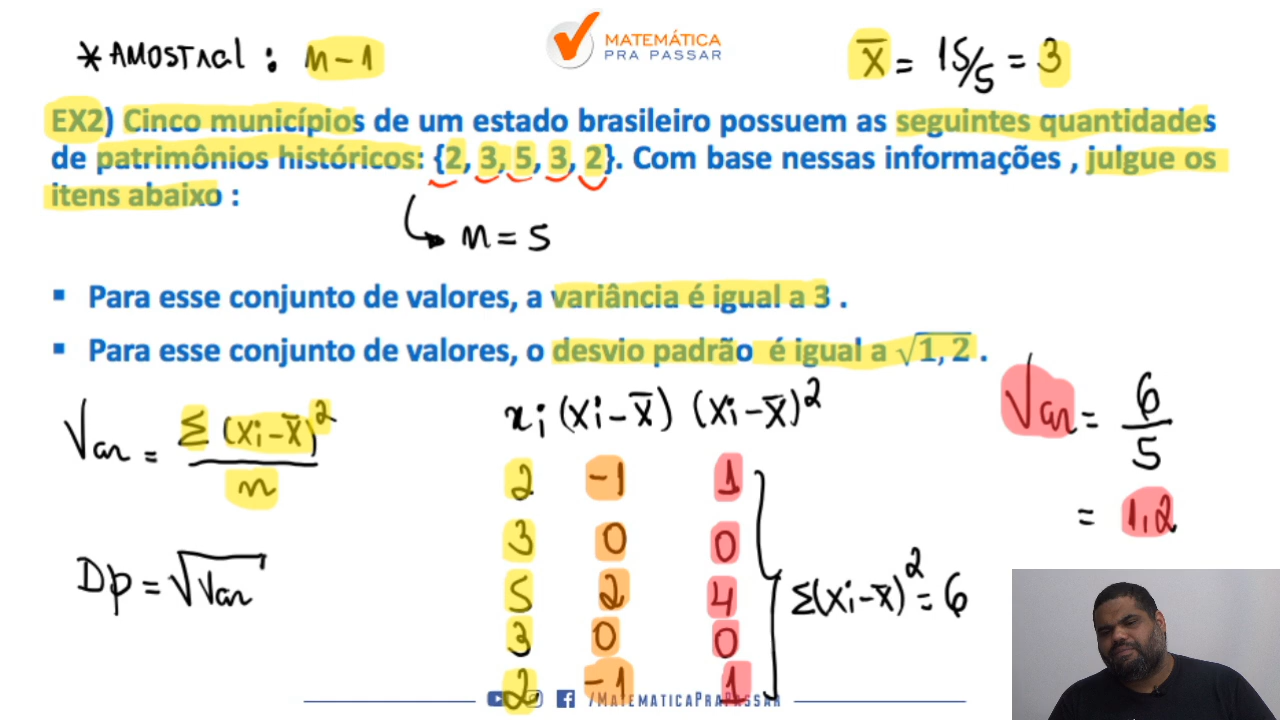 MATEMÁTICA
PRA PASSAR
*AMOSTRAL : n-1
x̅ = 15/5 = 3
EX2) Cinco municípios de um estado brasileiro possuem as seguintes quantidades
de patrimônios históricos: {2, 3, 5, 3, 2}. Com base nessas informações , julgue os
itens abaixo :
n = 5
▪ Para esse conjunto de valores, a variância é igual a 3 .
▪ Para esse conjunto de valores, o desvio padrão é igual a √1,2 .
Var = Σ (xi-x̅)² / n
Dp = √Var
xi (xi-x̅) (xi-x̅)²
2 -1 1
3 0 0
5 2 4
3 0 0
2 -1 1
Σ(xi-x̅)² = 6
Var = 6/5
= 1,2
/MatematicaPraPassar